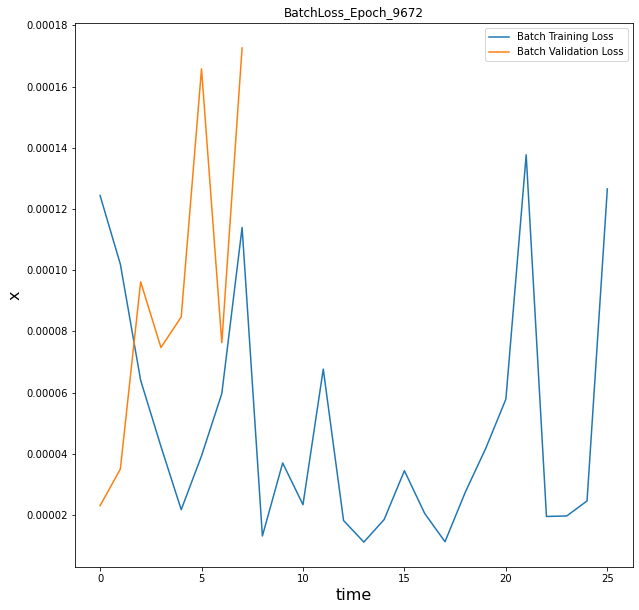 BatchLoss_Epoch_9672
Batch Training Loss
Batch Validation Loss
0.00018
0.00016
0.00014
0.00012
0.00010
0.00008
0.00006
0.00004
0.00002
x
0 5 10 15 20 25
time